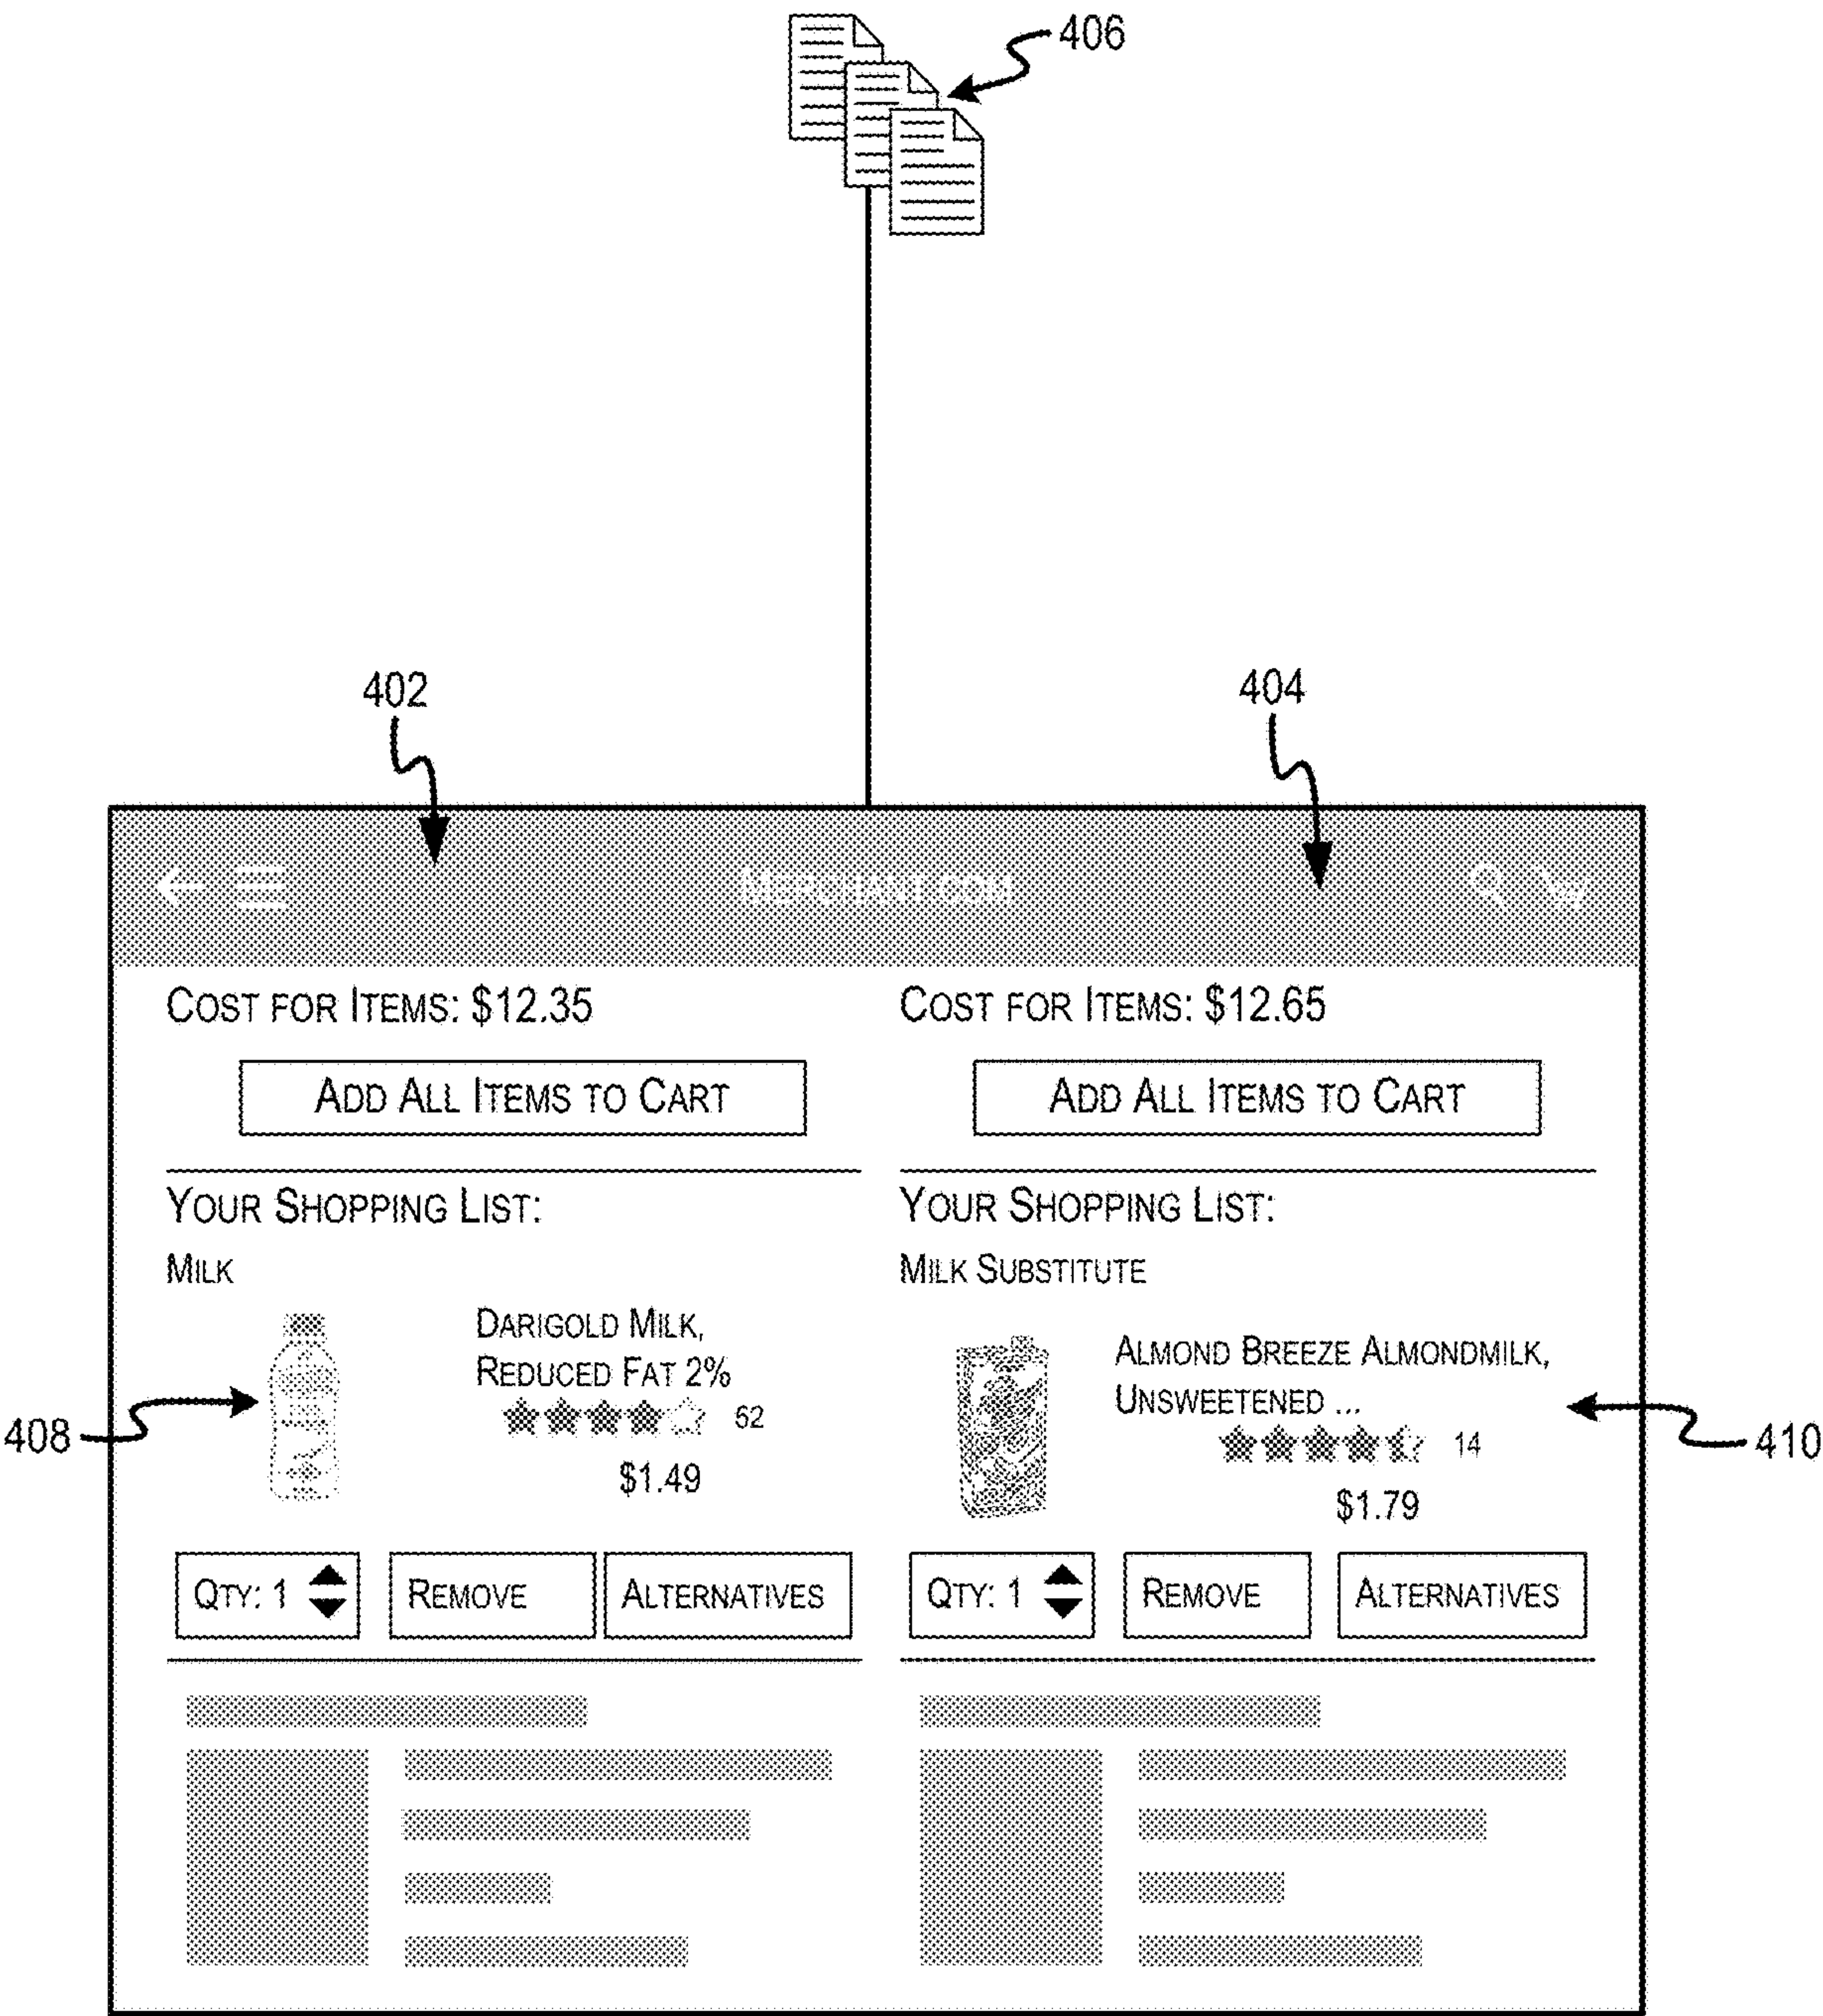 406
402
404
MERCHANT.COM
COST FOR ITEMS: $12.35
ADD ALL ITEMS TO CART
YOUR SHOPPING LIST:
MILK
DARIGOLD MILK,
REDUCED FAT 2%
52
$1.49
408
QTY: 1
REMOVE
ALTERNATIVES
COST FOR ITEMS: $12.65
ADD ALL ITEMS TO CART
YOUR SHOPPING LIST:
MILK SUBSTITUTE
ALMOND BREEZE ALMONDMILK,
UNSWEETENED ...
14
$1.79
410
QTY: 1
REMOVE
ALTERNATIVES